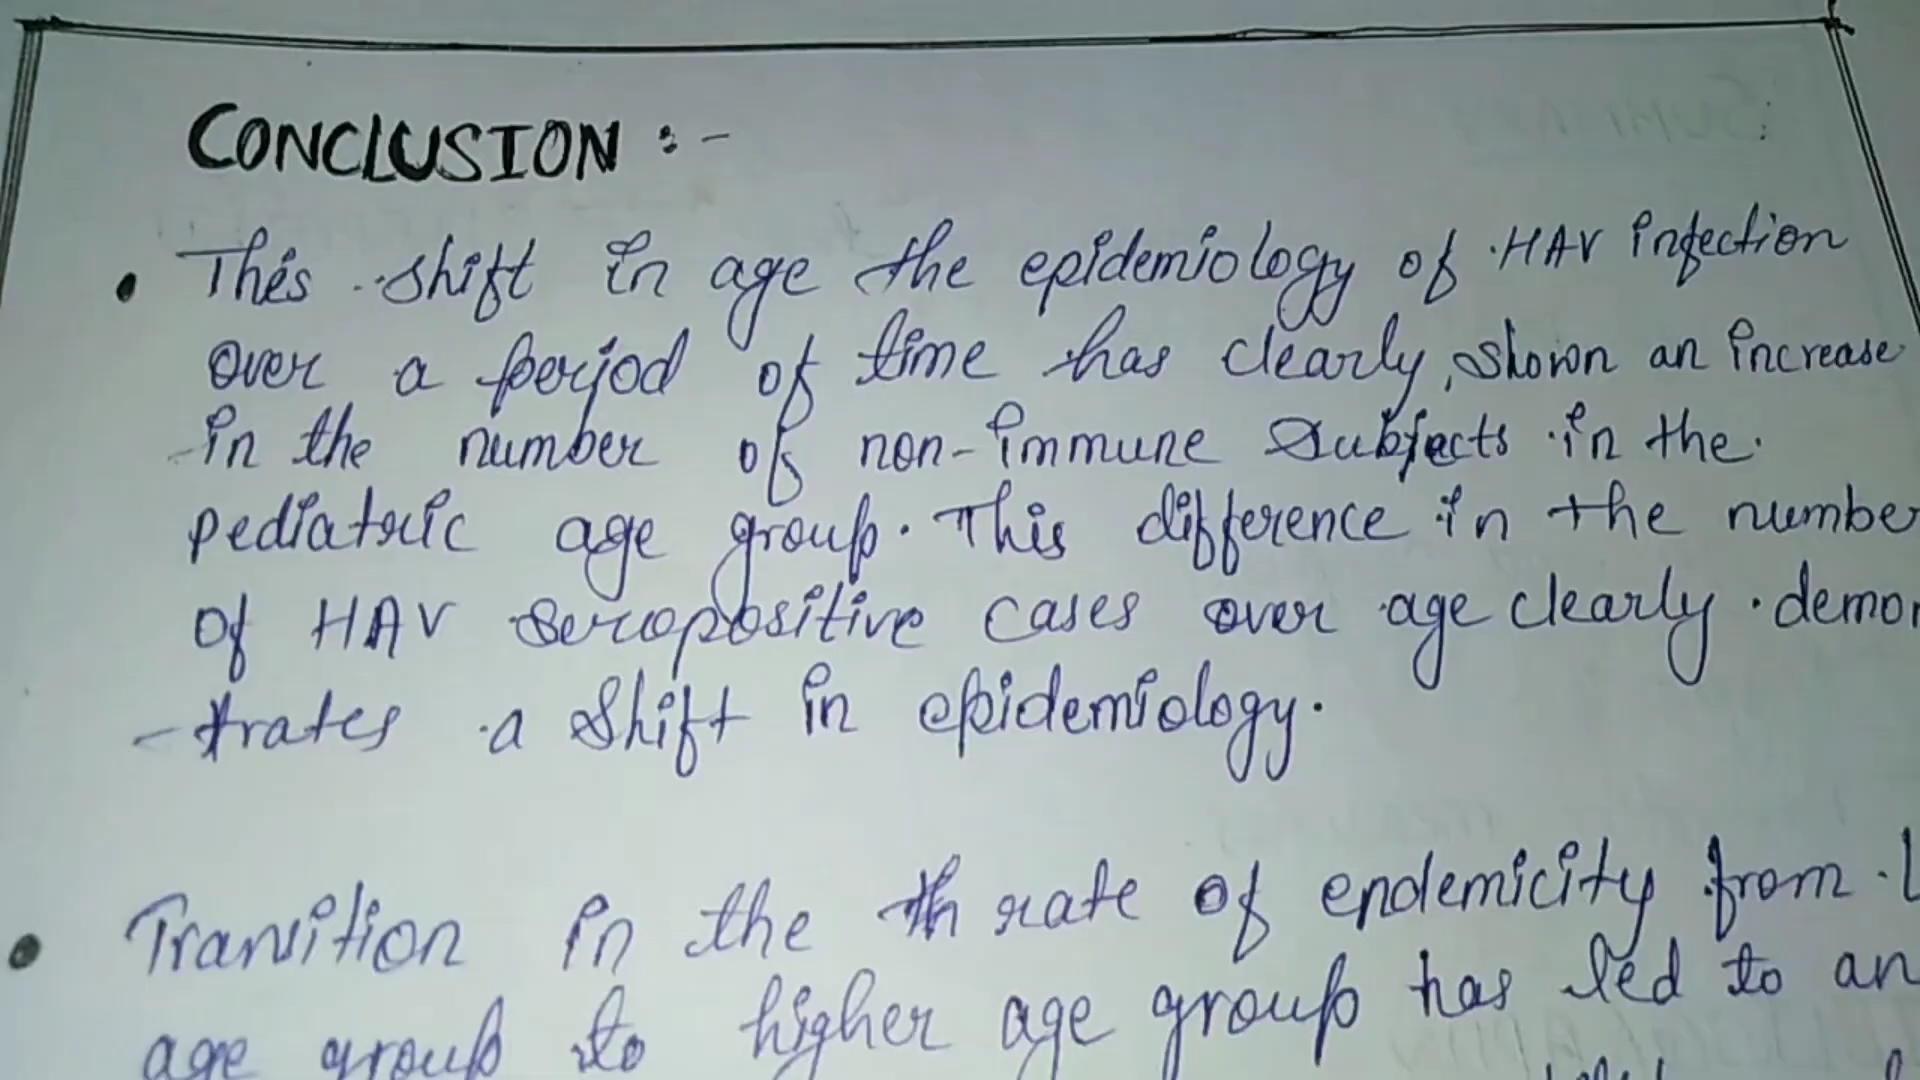 CONCLUSION :-
• This shift in age the epidemiology of HAV infection
over a period of time has clearly, shown an increase
in the number of non-immune subjects in the
pediatric age group. This difference in the number
of HAV seropositive cases over age clearly demon
-trates a shift in epidemiology.
• Transition in the th rate of endemicity from
age group to higher age group has led to an